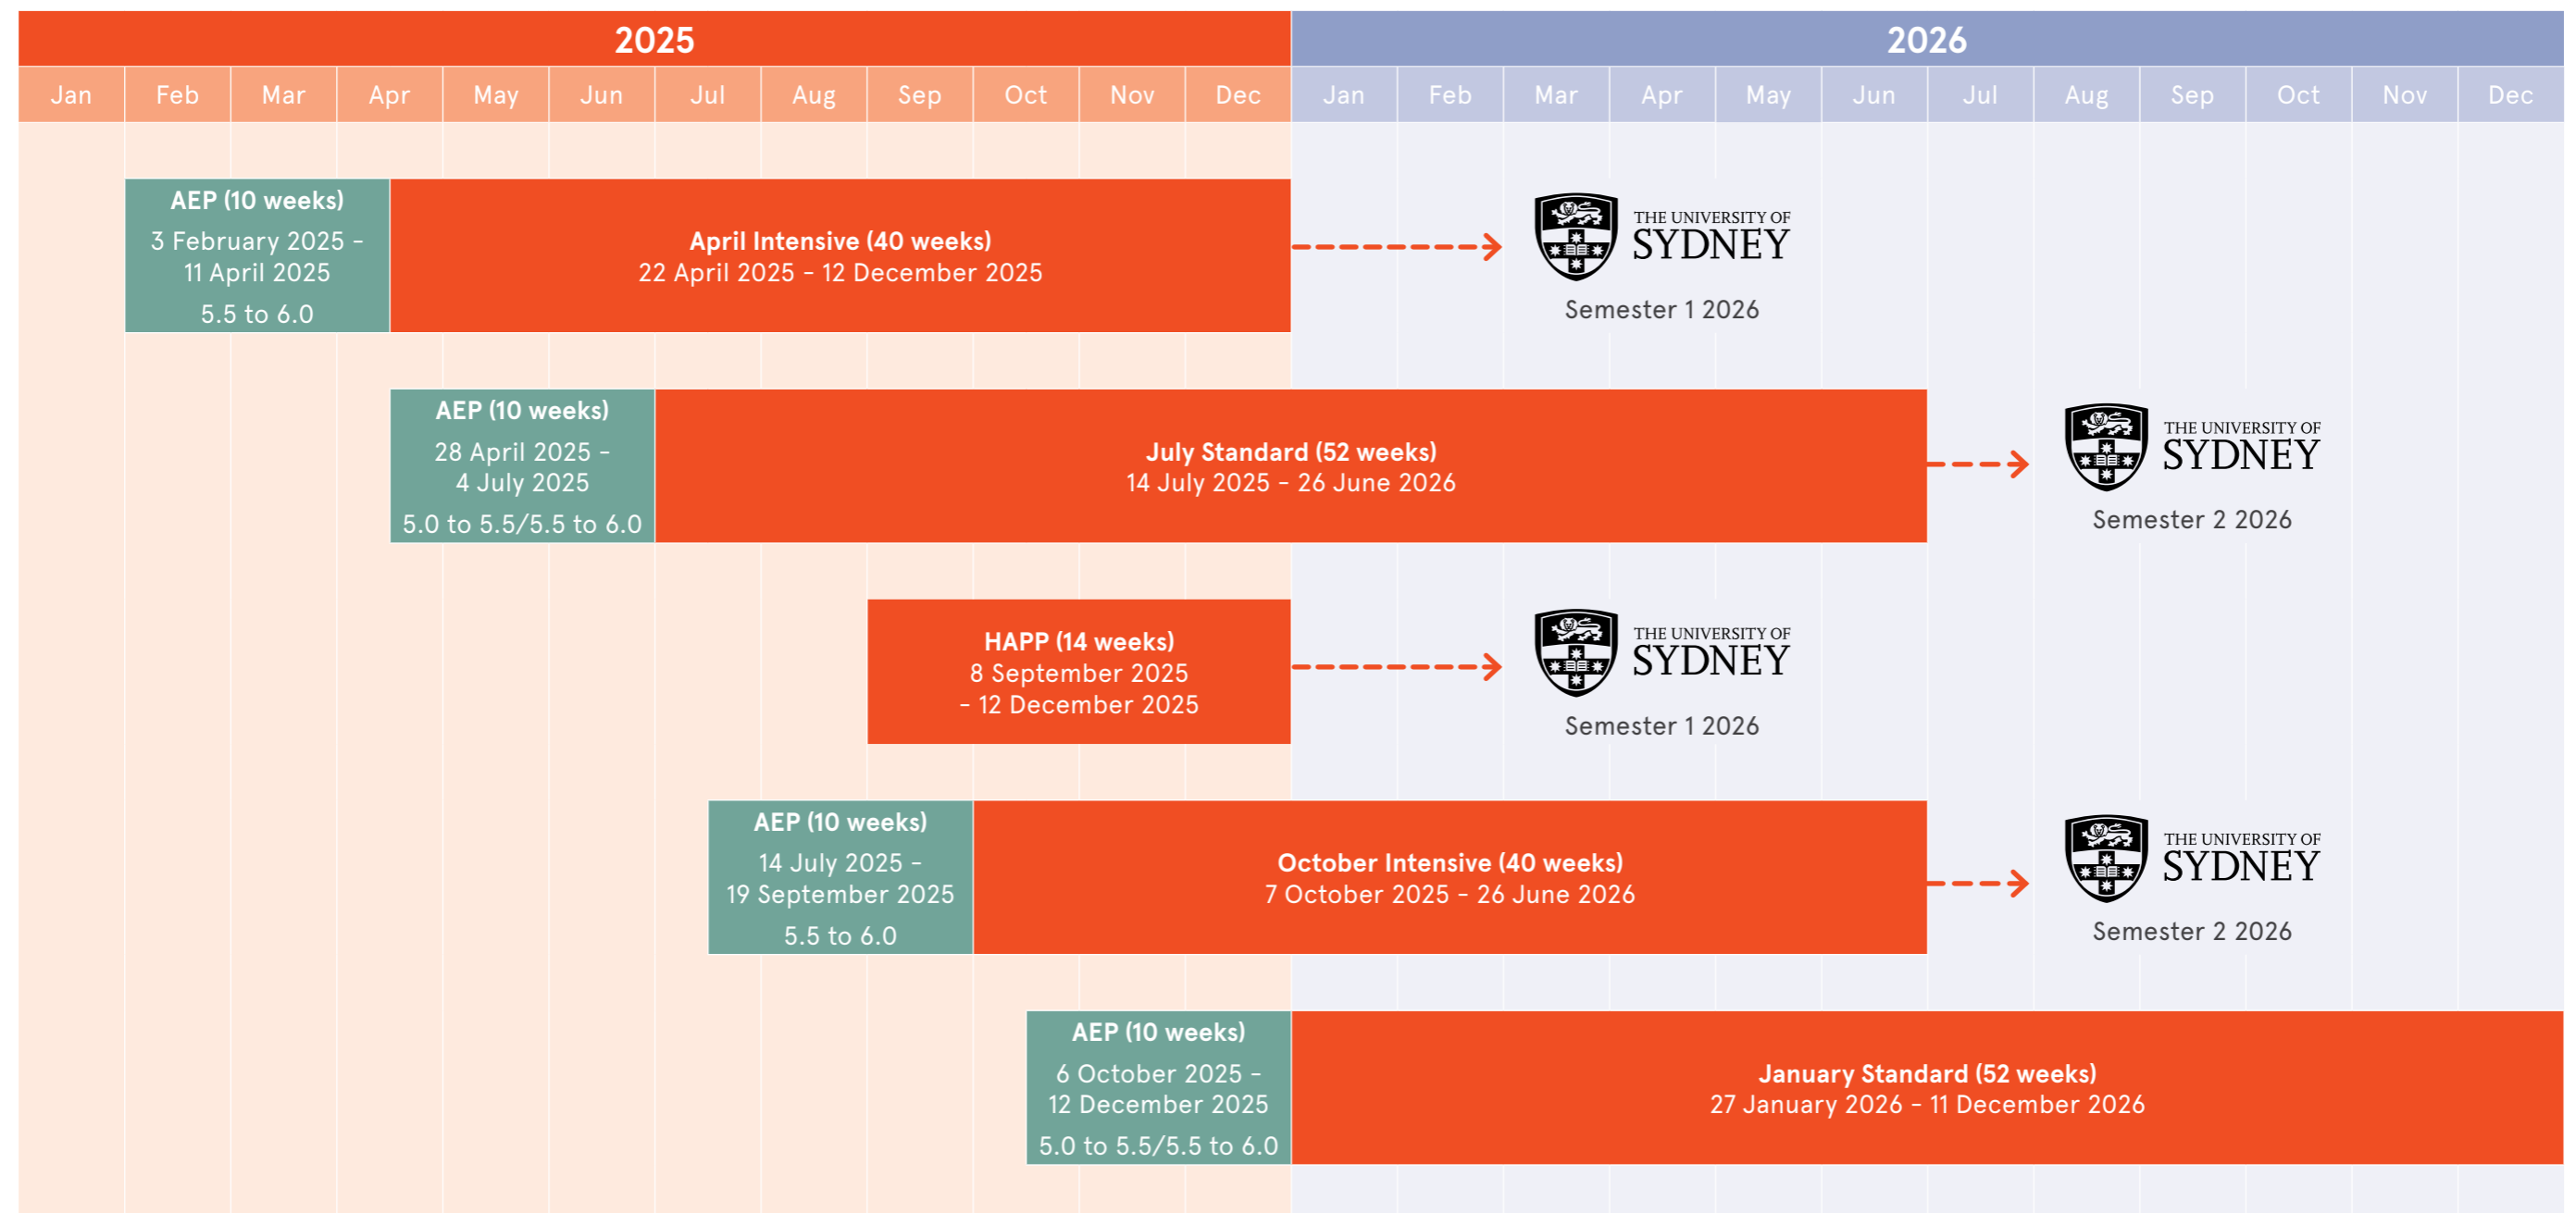 2025
2026
Jan Feb Mar Apr May Jun Jul Aug Sep Oct Nov Dec Jan Feb Mar Apr May Jun Jul Aug Sep Oct Nov Dec
AEP (10 weeks)
3 February 2025 -
11 April 2025
5.5 to 6.0
April Intensive (40 weeks)
22 April 2025 - 12 December 2025
THE UNIVERSITY OF
SYDNEY
Semester 1 2026
AEP (10 weeks)
28 April 2025 -
4 July 2025
5.0 to 5.5/5.5 to 6.0
July Standard (52 weeks)
14 July 2025 - 26 June 2026
THE UNIVERSITY OF
SYDNEY
Semester 2 2026
HAPP (14 weeks)
8 September 2025
- 12 December 2025
THE UNIVERSITY OF
SYDNEY
Semester 1 2026
AEP (10 weeks)
14 July 2025 -
19 September 2025
5.5 to 6.0
October Intensive (40 weeks)
7 October 2025 - 26 June 2026
THE UNIVERSITY OF
SYDNEY
Semester 2 2026
AEP (10 weeks)
6 October 2025 -
12 December 2025
5.0 to 5.5/5.5 to 6.0
January Standard (52 weeks)
27 January 2026 - 11 December 2026